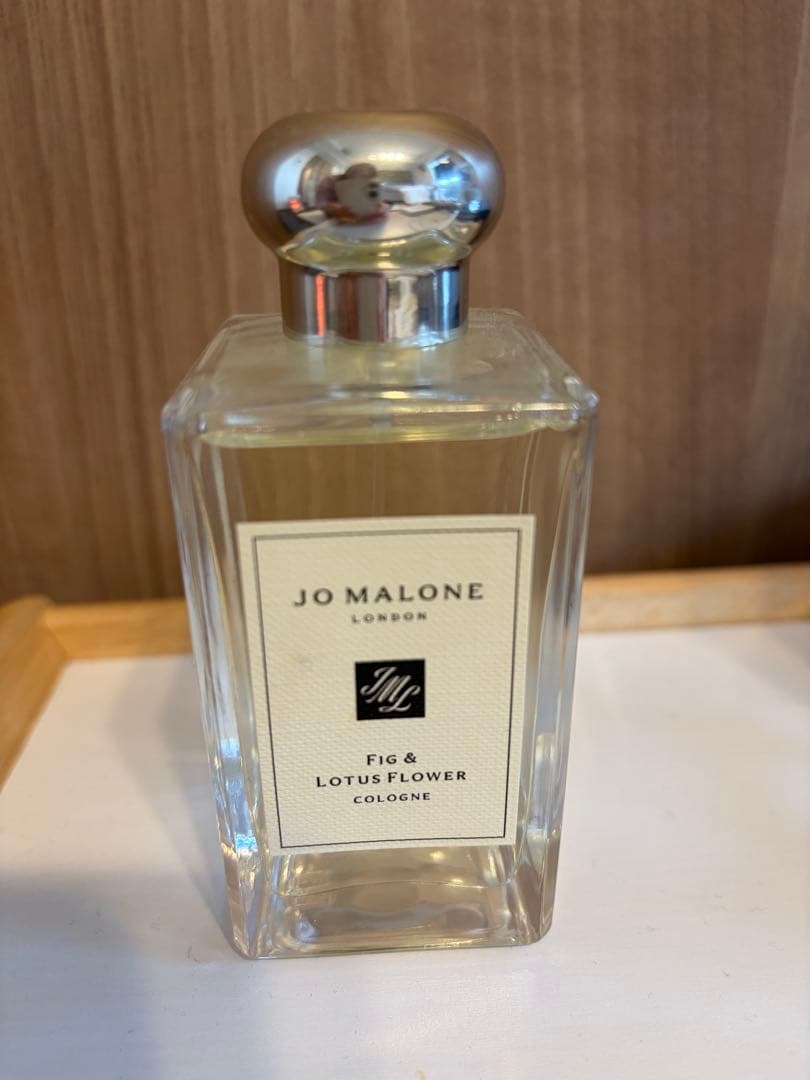 JO MALONE
LONDON
JML
FIG &
LOTUS FLOWER
COLOGNE